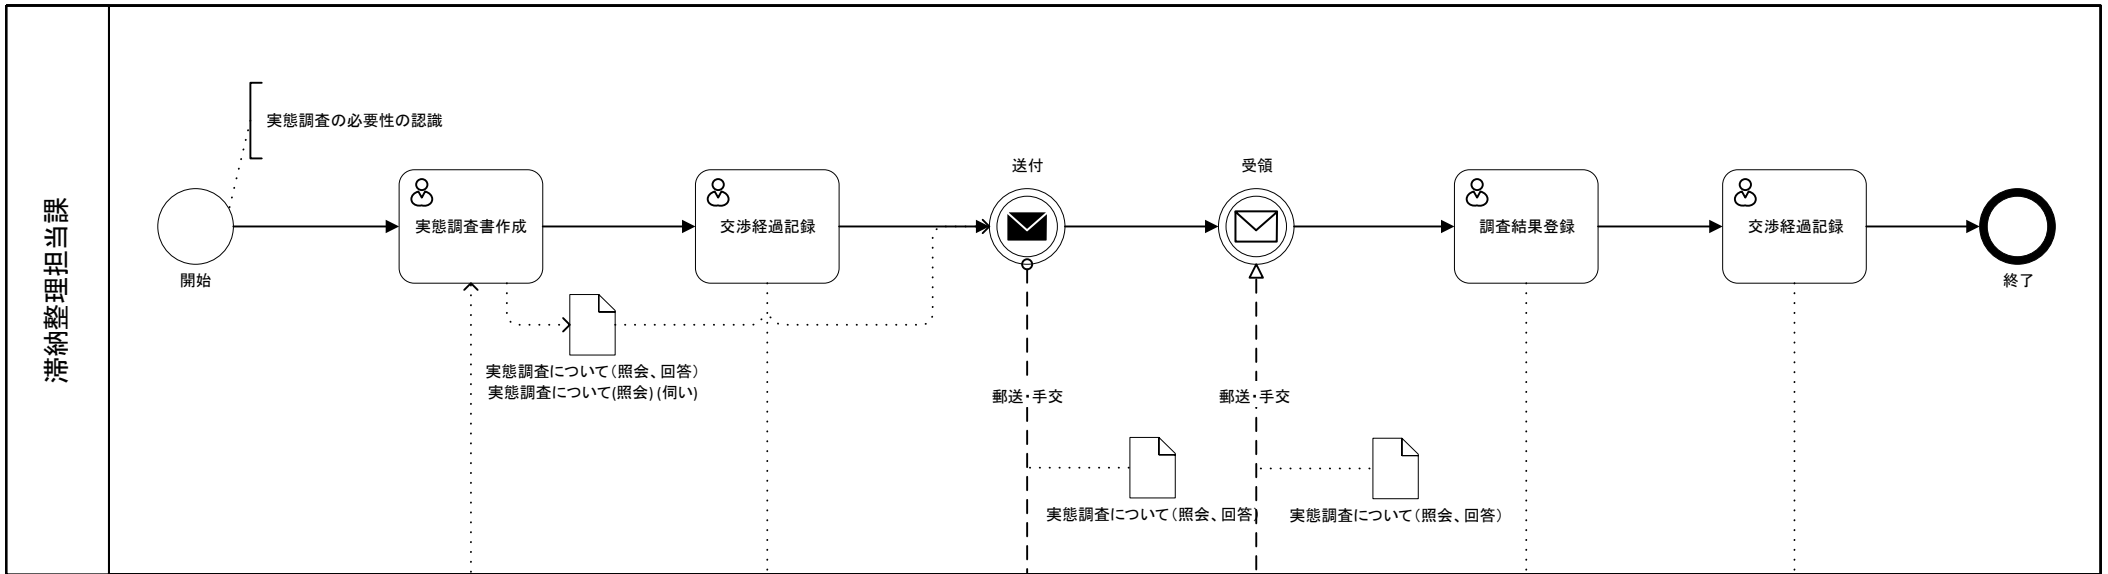 滞納整理担当課
実態調査の必要性の認識
開始
実態調査書作成
交渉経過記録
送付
受領
調査結果登録
交渉経過記録
終了
実態調査について（照会、回答）
実態調査について(照会)(伺い)
郵送・手交
郵送・手交
実態調査について（照会、回答）
実態調査について（照会、回答）